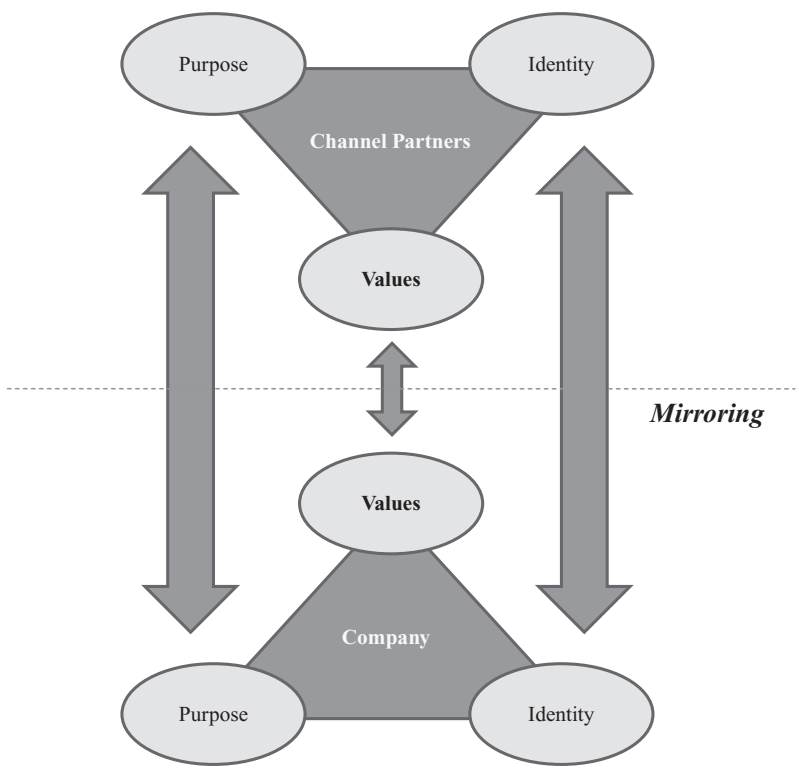 Purpose
Identity
Channel Partners
Values
Mirroring
Values
Company
Purpose
Identity